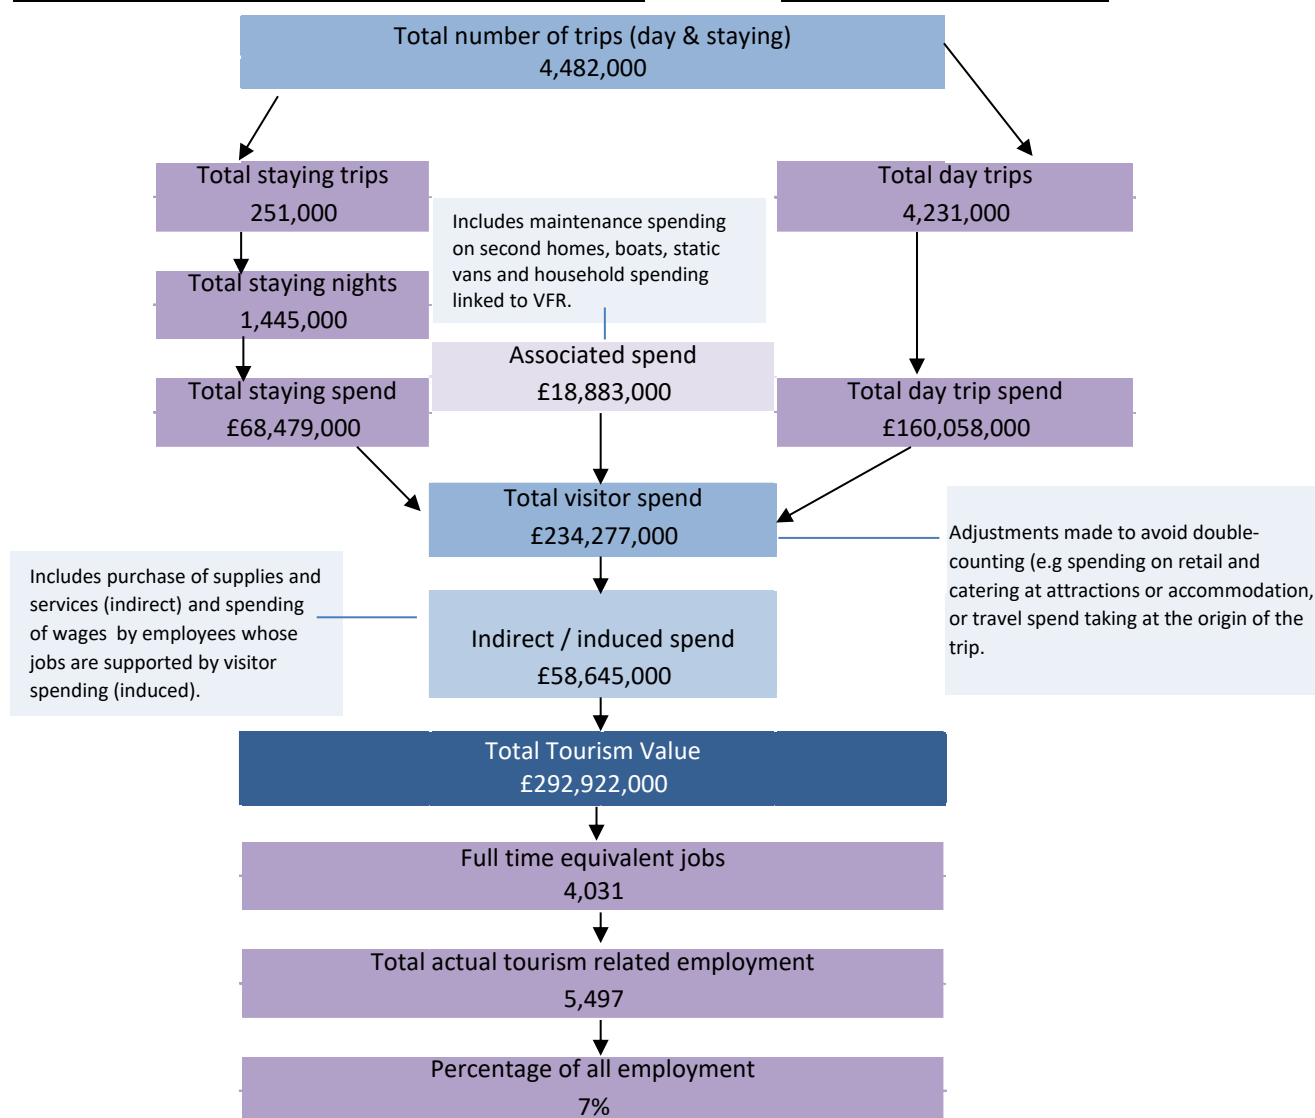 Total number of trips (day & staying)
4,482,000
Total staying trips
251,000
Total day trips
4,231,000
Includes maintenance spending
on second homes, boats, static
vans and household spending
linked to VFR.
Total staying nights
1,445,000
Associated spend
£18,883,000
Total staying spend
£68,479,000
Total day trip spend
£160,058,000
Total visitor spend
£234,277,000
Adjustments made to avoid double-
counting (e.g spending on retail and
catering at attractions or accommodation,
or travel spend taking at the origin of the
trip.
Includes purchase of supplies and
services (indirect) and spending
of wages by employees whose
jobs are supported by visitor
spending (induced).
Indirect / induced spend
£58,645,000
Total Tourism Value
£292,922,000
Full time equivalent jobs
4,031
Total actual tourism related employment
5,497
Percentage of all employment
7%